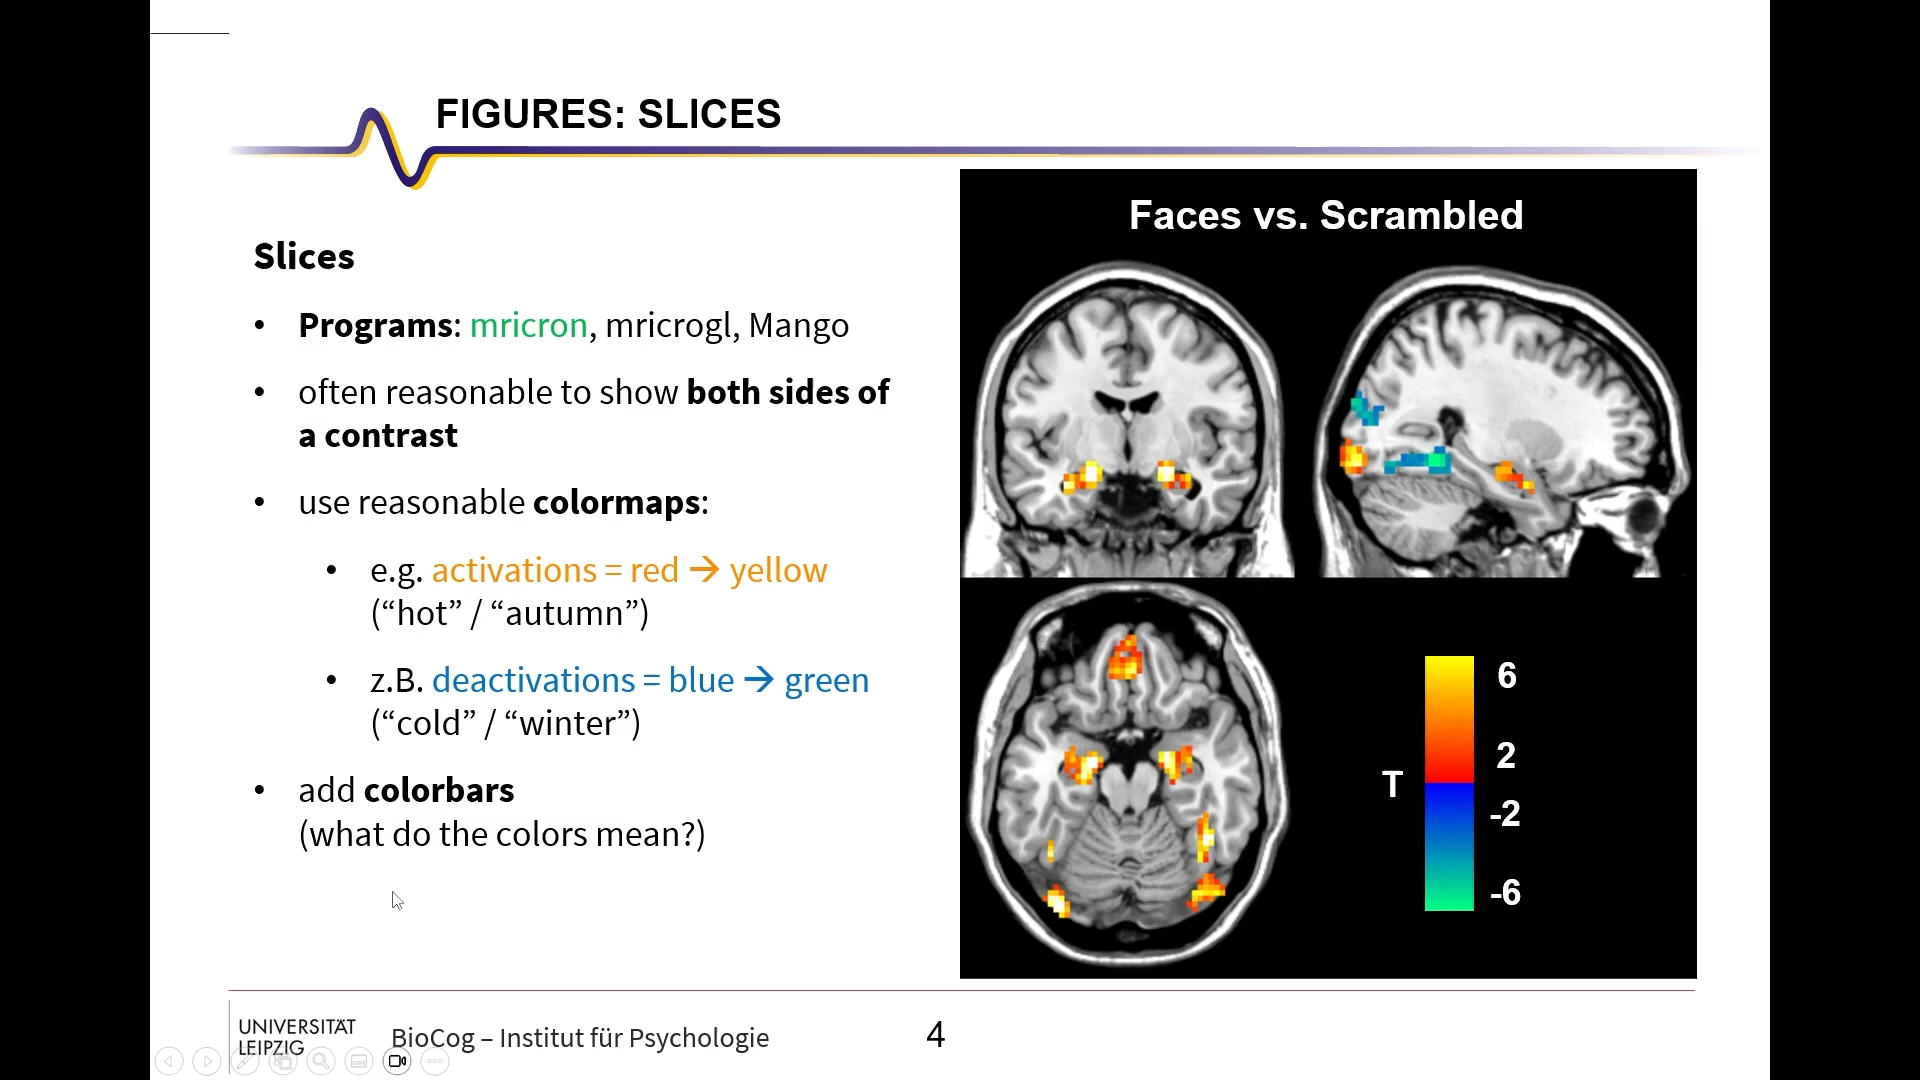 FIGURES: SLICES
Slices
• Programs: mricron, mricrogl, Mango
• often reasonable to show both sides of
a contrast
• use reasonable colormaps:
• e.g. activations = red → yellow
(“hot” / “autumn”)
• z.B. deactivations = blue → green
(“cold” / “winter”)
• add colorbars
(what do the colors mean?)
Faces vs. Scrambled
6
2
T
-2
-6
UNIVERSITÄT
LEIPZIG
BioCog – Institut für Psychologie
4